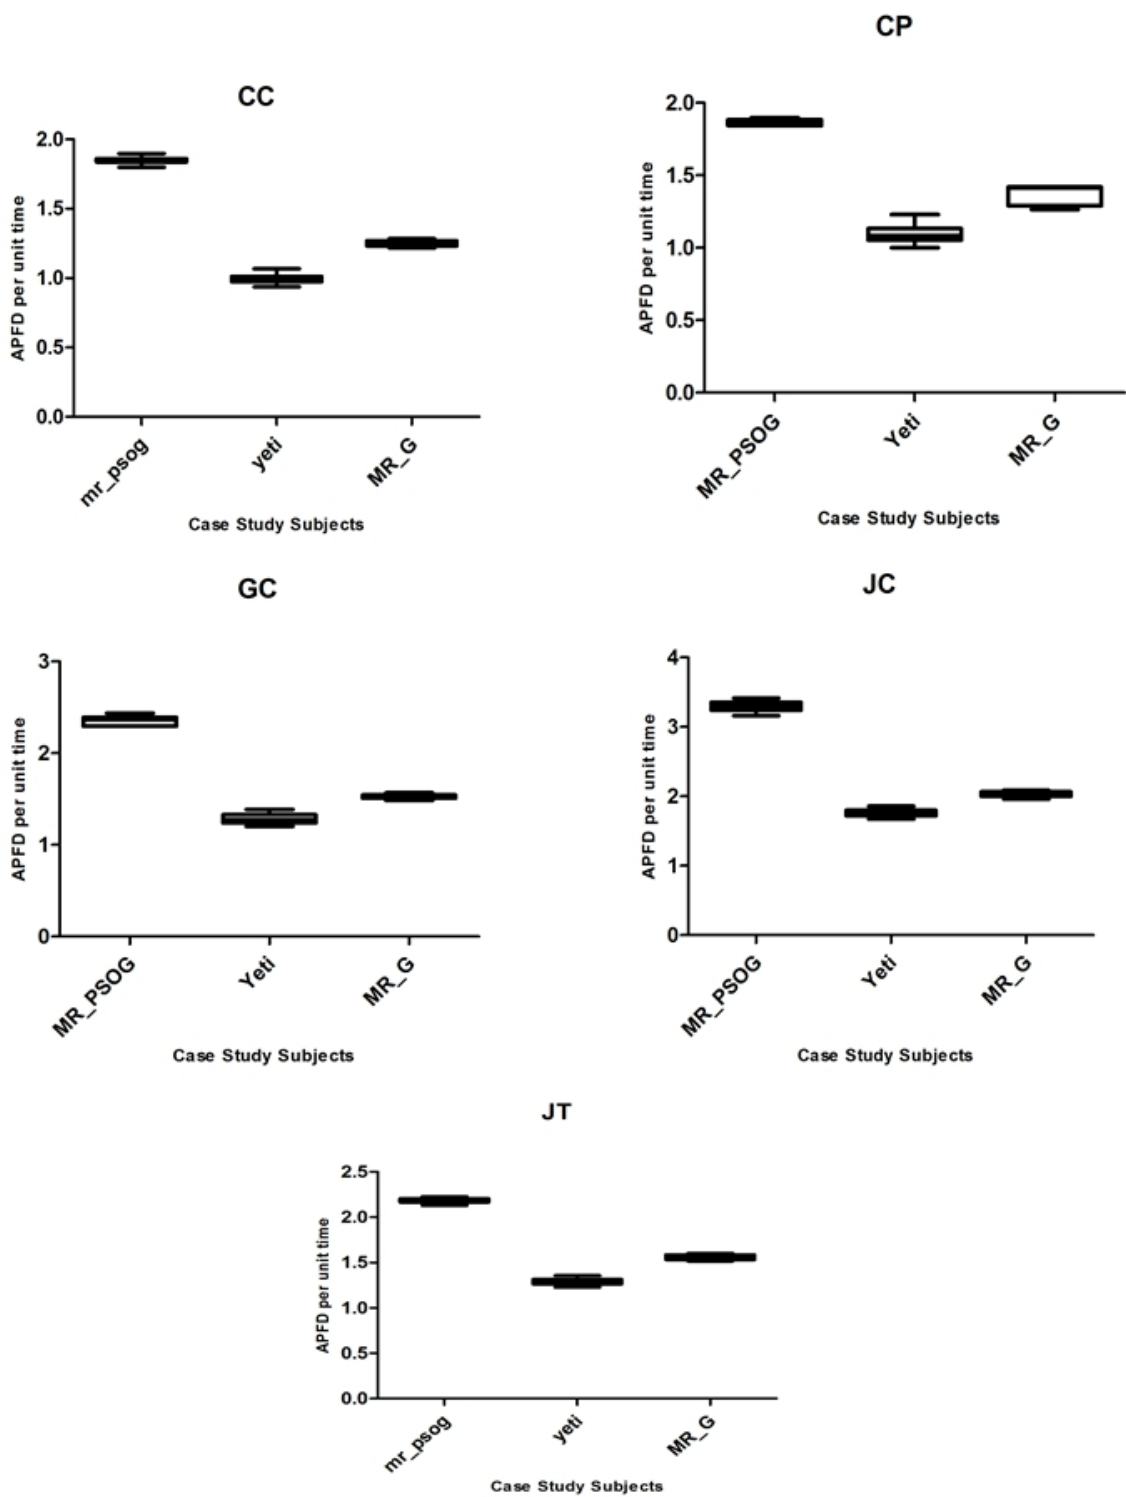 CC
APFD per unit time
2.0
1.5
1.0
0.5
0.0
mr_psog
yeti
MR_G
Case Study Subjects
CP
APFD per unit time
2.0
1.5
1.0
0.5
0.0
MR_PSOG
Yeti
MR_G
Case Study Subjects
GC
APFD per unit time
3
2
1
0
MR_PSOG
Yeti
MR_G
Case Study Subjects
JC
APFD per unit time
4
3
2
1
0
MR_PSOG
Yeti
MR_G
Case Study Subjects
JT
APFD per unit time
2.5
2.0
1.5
1.0
0.5
0.0
mr_psog
yeti
MR_G
Case Study Subjects